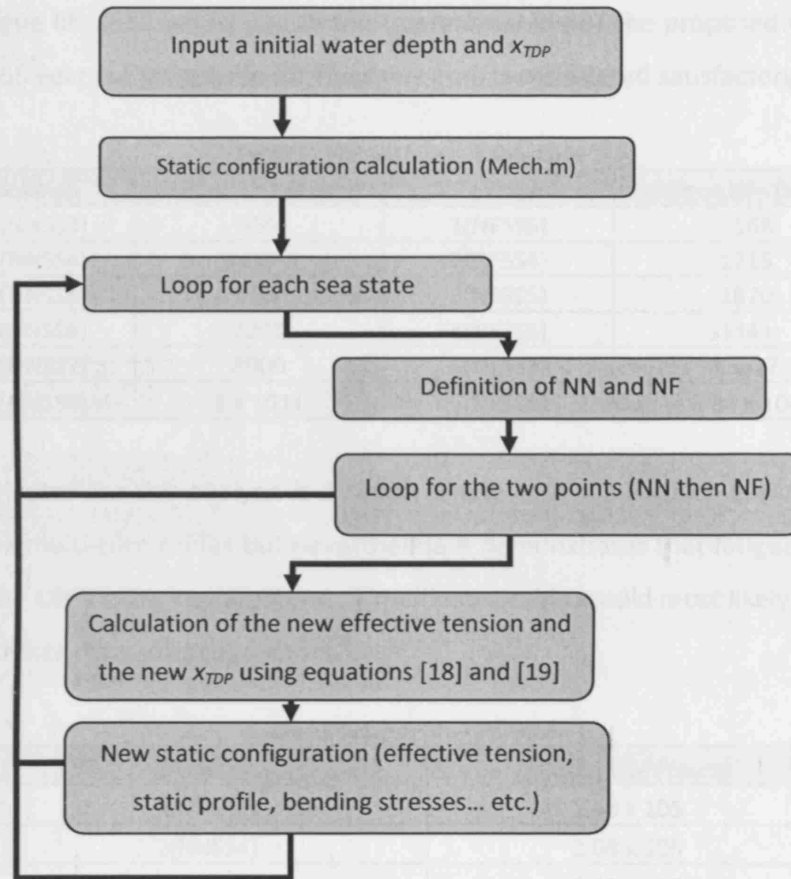 Input a initial water depth and x_TDP
Static configuration calculation (Mech.m)
Loop for each sea state
Definition of NN and NF
Loop for the two points (NN then NF)
Calculation of the new effective tension and
the new x_TDP using equations [18] and [19]
New static configuration (effective tension,
static profile, bending stresses... etc.)